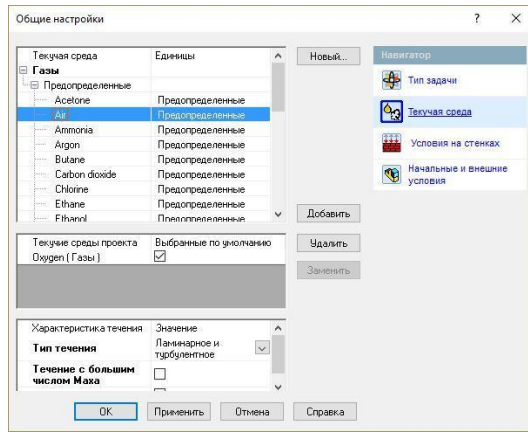 Общие настройки
? X
Текучая среда Единицы
Газы
Предопределенные
Acetone Предопределенные
Air Предопределенные
Ammonia Предопределенные
Argon Предопределенные
Butane Предопределенные
Carbon dioxide Предопределенные
Chlorine Предопределенные
Ethane Предопределенные
Ethanol Предопределенные
Новый...
Добавить
Удалить
Заменить
Текучие среды проекта Выбранные по умолчанию
Oxygen ( Газы )
Характеристика течения Значение
Тип течения Ламинарное и
турбулентное
Течение с большим
числом Маха
OK Применить Отмена Справка
Навигатор
Тип задачи
Текучая среда
Условия на стенках
Начальные и внешние
условия